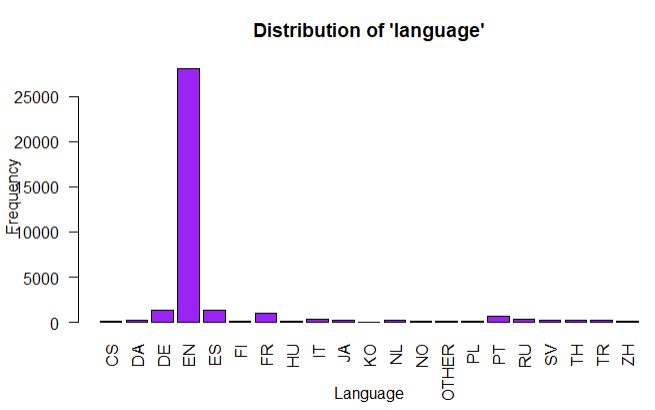 Distribution of 'language'
Frequency
25000
20000
15000
10000
5000
0
CS DA DE EN ES FI FR HU IT JA KO NL NO OTHER PL PT RU SV TH TR ZH
Language